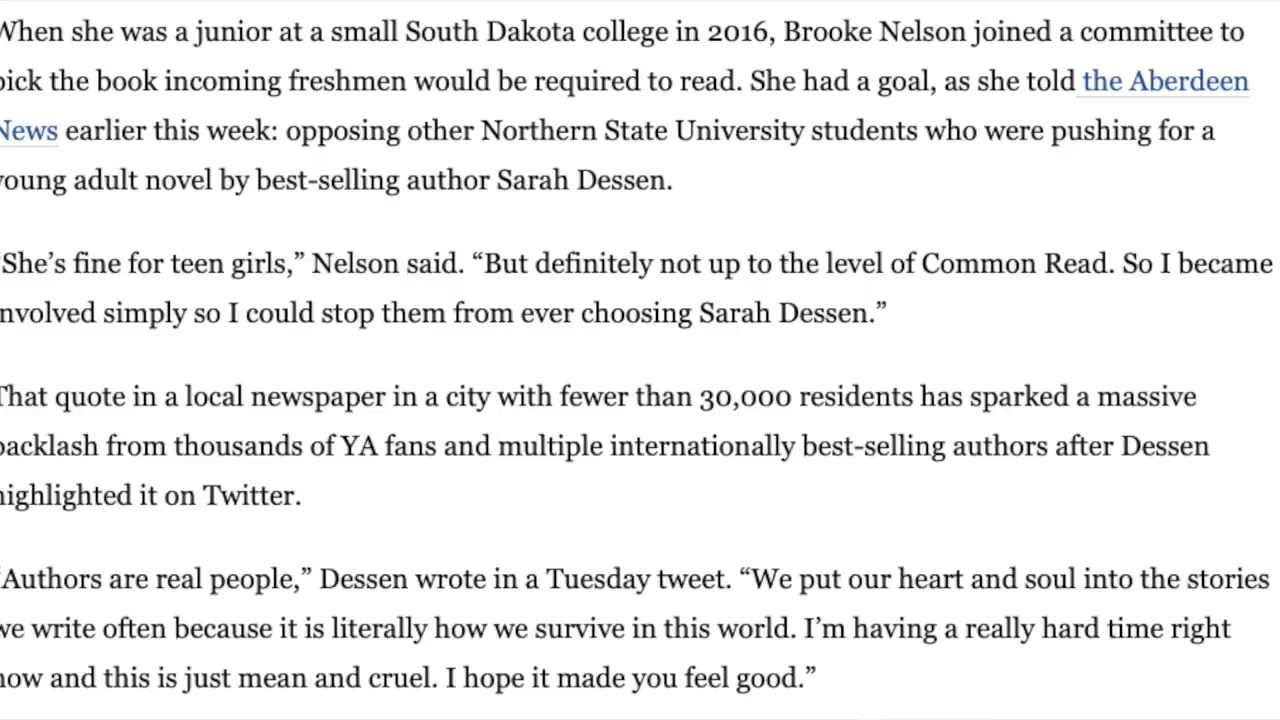 When she was a junior at a small South Dakota college in 2016, Brooke Nelson joined a committee to
pick the book incoming freshmen would be required to read. She had a goal, as she told the Aberdeen
News earlier this week: opposing other Northern State University students who were pushing for a
young adult novel by best-selling author Sarah Dessen.
“She’s fine for teen girls,” Nelson said. “But definitely not up to the level of Common Read. So I became
involved simply so I could stop them from ever choosing Sarah Dessen.”
That quote in a local newspaper in a city with fewer than 30,000 residents has sparked a massive
backlash from thousands of YA fans and multiple internationally best-selling authors after Dessen
highlighted it on Twitter.
“Authors are real people,” Dessen wrote in a Tuesday tweet. “We put our heart and soul into the stories
we write often because it is literally how we survive in this world. I’m having a really hard time right
now and this is just mean and cruel. I hope it made you feel good.”